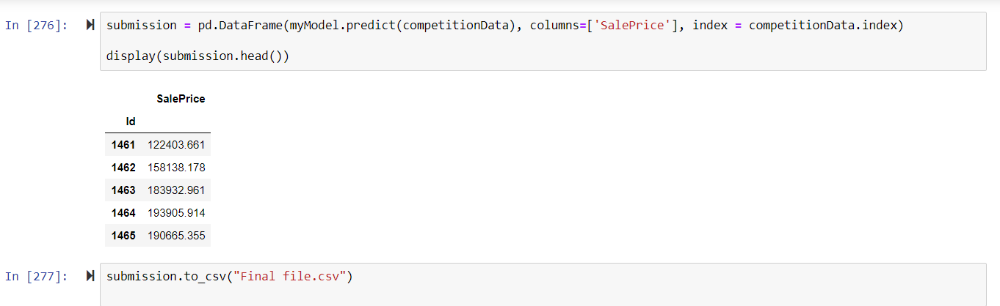 In [276]: submission = pd.DataFrame(myModel.predict(competitionData), columns=['SalePrice'], index = competitionData.index)
display(submission.head())
SalePrice
Id
1461 122403.661
1462 158138.178
1463 183932.961
1464 193905.914
1465 190665.355
In [277]: submission.to_csv("Final file.csv")